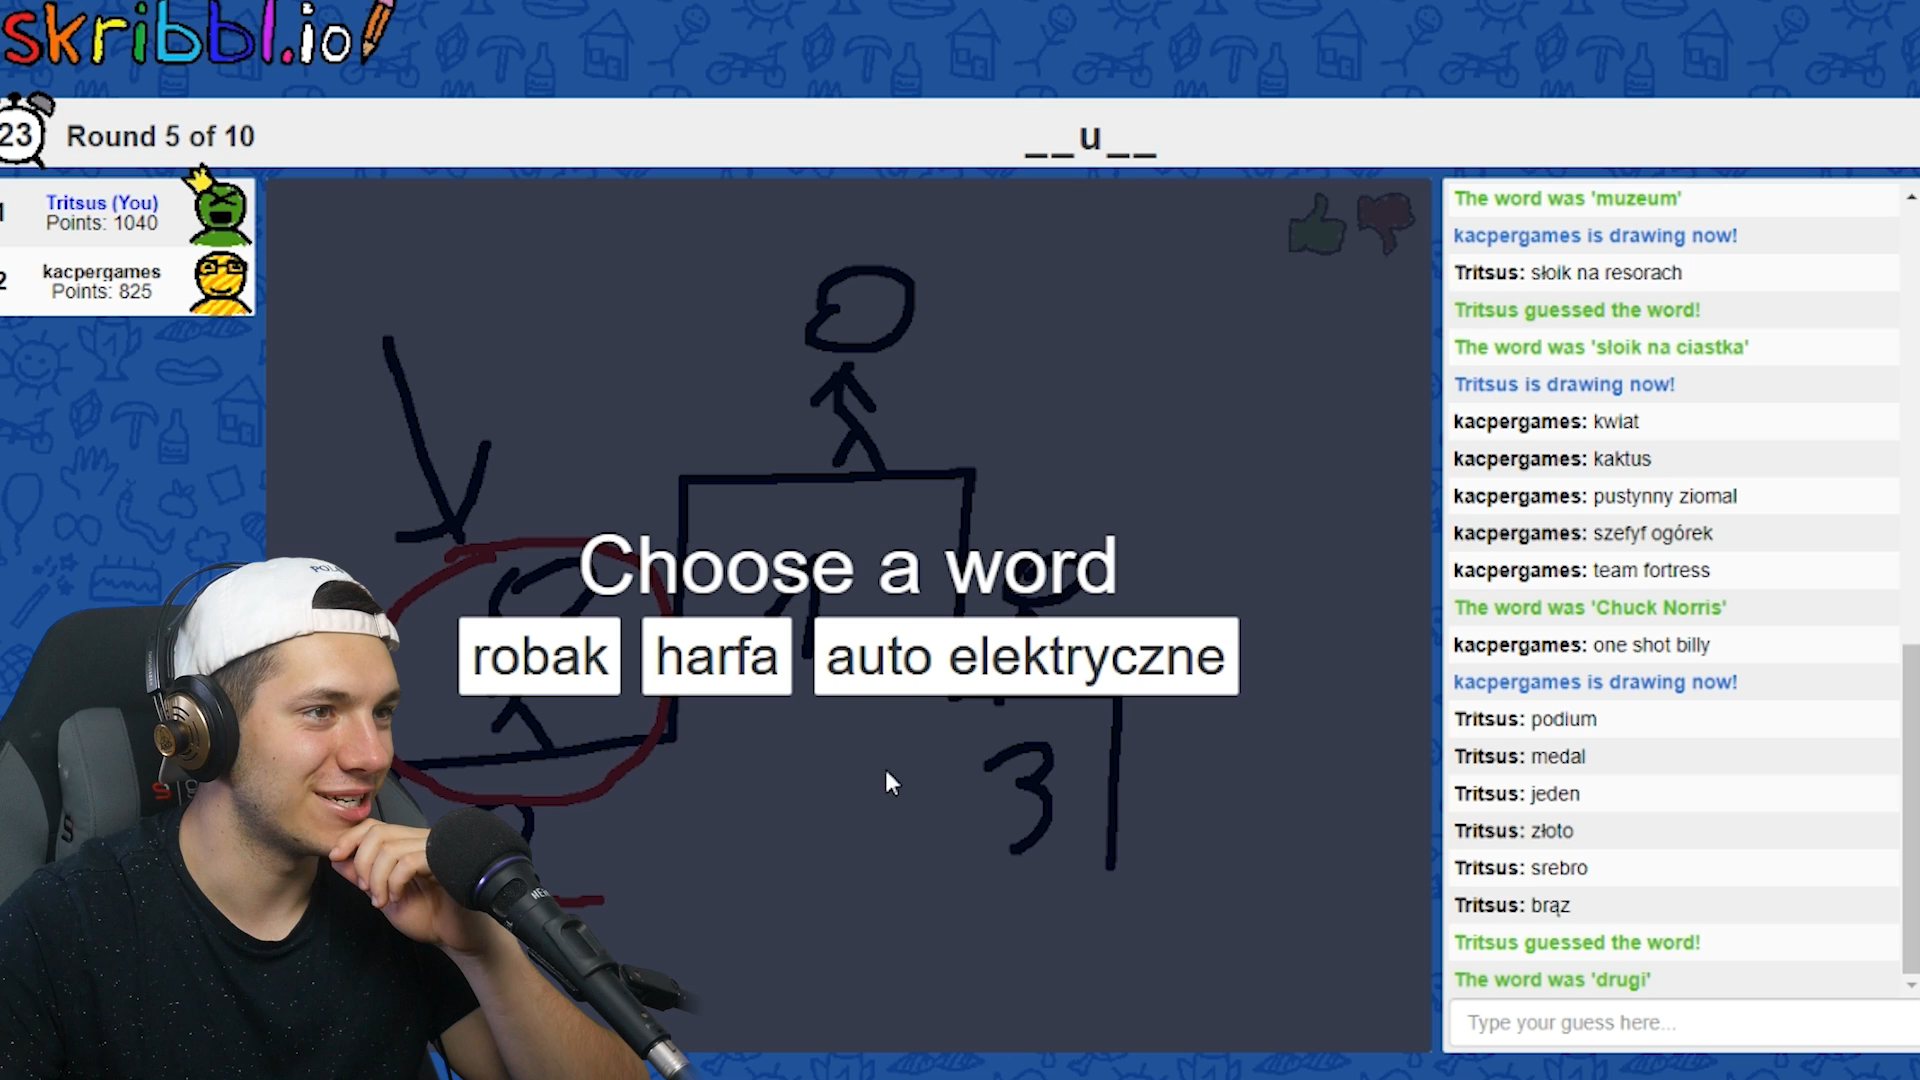 skribbl.io
23
Round 5 of 10
__u__
1
Tritsus (You)
Points: 1040
2
kacpergames
Points: 825
Choose a word
robak
harfa
auto elektryczne
3
The word was 'muzeum'
kacpergames is drawing now!
Tritsus: słoik na resorach
Tritsus guessed the word!
The word was 'słoik na ciastka'
Tritsus is drawing now!
kacpergames: kwiat
kacpergames: kaktus
kacpergames: pustynny ziomal
kacpergames: szefyf ogórek
kacpergames: team fortress
The word was 'Chuck Norris'
kacpergames: one shot billy
kacpergames is drawing now!
Tritsus: podium
Tritsus: medal
Tritsus: jeden
Tritsus: złoto
Tritsus: srebro
Tritsus: brąz
Tritsus guessed the word!
The word was 'drugi'
Type your guess here...